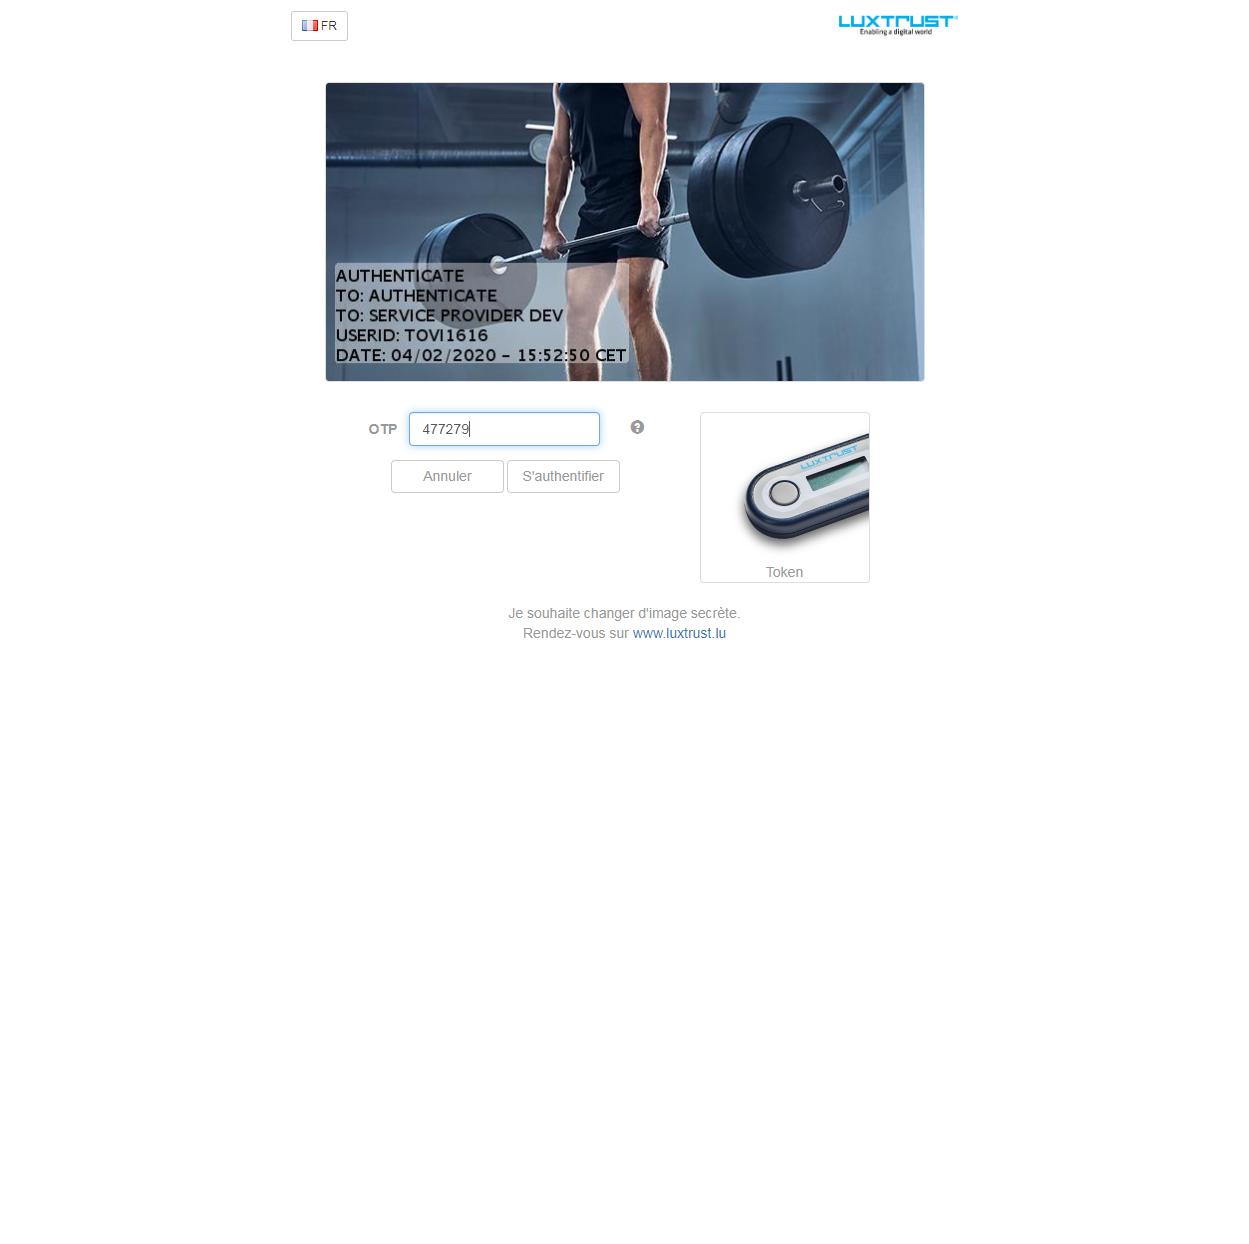 FR
LUXTRUST
Enabling a digital world
AUTHENTICATE
TO: AUTHENTICATE
TO: SERVICE PROVIDER DEV
USERID: TOVI1616
DATE: 04/02/2020 - 15:52:50 CET
OTP
477279
?
Annuler
S'authentifier
LUXTRUST
Token
Je souhaite changer d'image secrète.
Rendez-vous sur www.luxtrust.lu